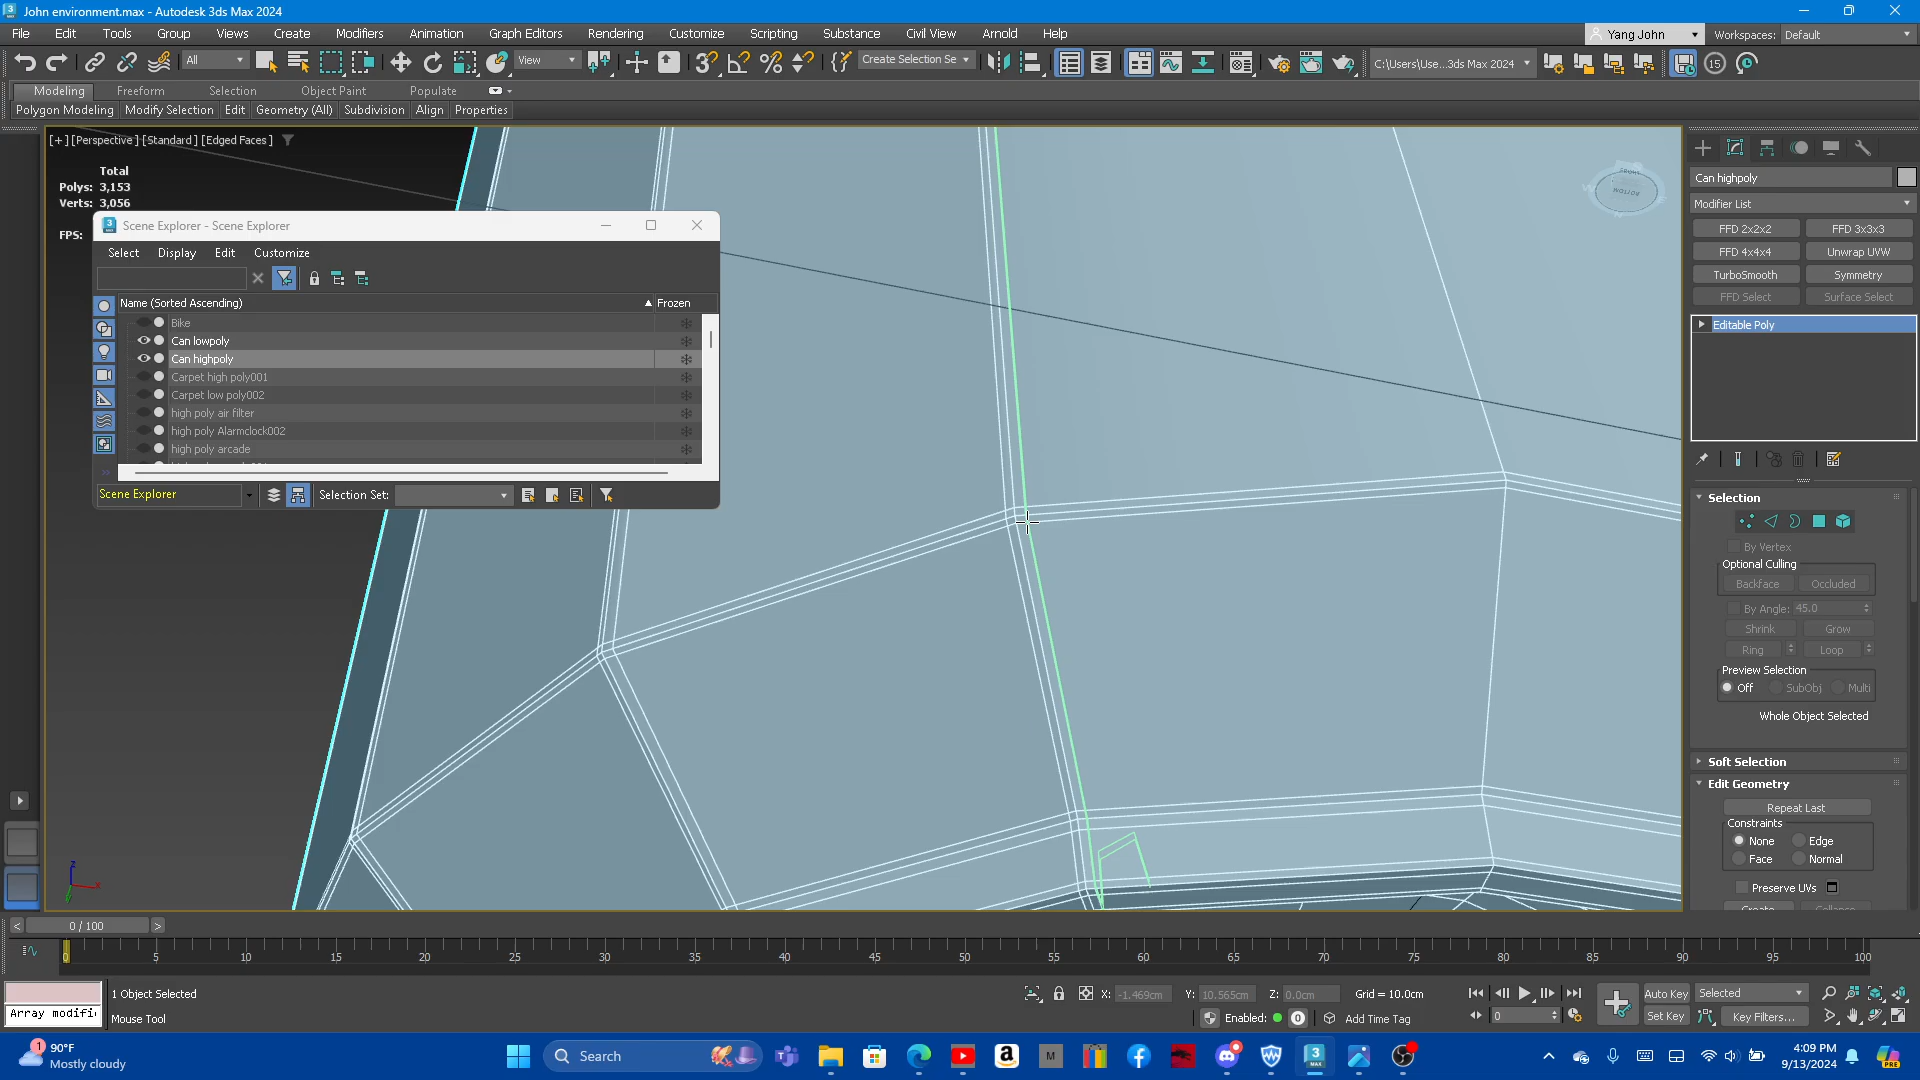 John environment.max - Autodesk 3ds Max 2024
File Edit Tools Group Views Create Modifiers Animation Graph Editors Rendering Customize Scripting Substance Civil View Arnold Help
Yang John Workspaces: Default
All View Create Selection Se C:\Users\Use...3ds Max 2024 15
Modeling Freeform Selection Object Paint Populate
Polygon Modeling Modify Selection Edit Geometry (All) Subdivision Align Properties
[+] [Perspective] [Standard] [Edged Faces]
Total
Polys: 3,153
Verts: 3,056
FPS:
Scene Explorer - Scene Explorer
Select Display Edit Customize
Name (Sorted Ascending) Frozen
Bike
Can lowpoly
Can highpoly
Carpet high poly001
Carpet low poly002
high poly air filter
high poly Alarmclock002
high poly arcade
Scene Explorer Selection Set:
FRONT
Can highpoly
Modifier List
FFD 2x2x2 FFD 3x3x3
FFD 4x4x4 Unwrap UVW
TurboSmooth Symmetry
FFD Select Surface Select
Editable Poly
Selection
By Vertex
Optional Culling
Backface Occluded
By Angle: 45.0
Shrink Grow
Ring Loop
Preview Selection
Off SubObj Multi
Whole Object Selected
Soft Selection
Edit Geometry
Repeat Last
Constraints
None Edge
Face Normal
Preserve UVs
Create Collapse
z
x
< 0 / 100 >
0 5 10 15 20 25 30 35 40 45 50 55 60 65 70 75 80 85 90 95 100
1 Object Selected
X: -1.469cm Y: 10.565cm Z: 0.0cm Grid = 10.0cm
Auto Key Selected
Array modifi
Mouse Tool
Enabled: 0 Add Time Tag
0
Set Key Key Filters...
1
90°F
Mostly cloudy
Search
M
3
MAX
4:09 PM
9/13/2024
PRE